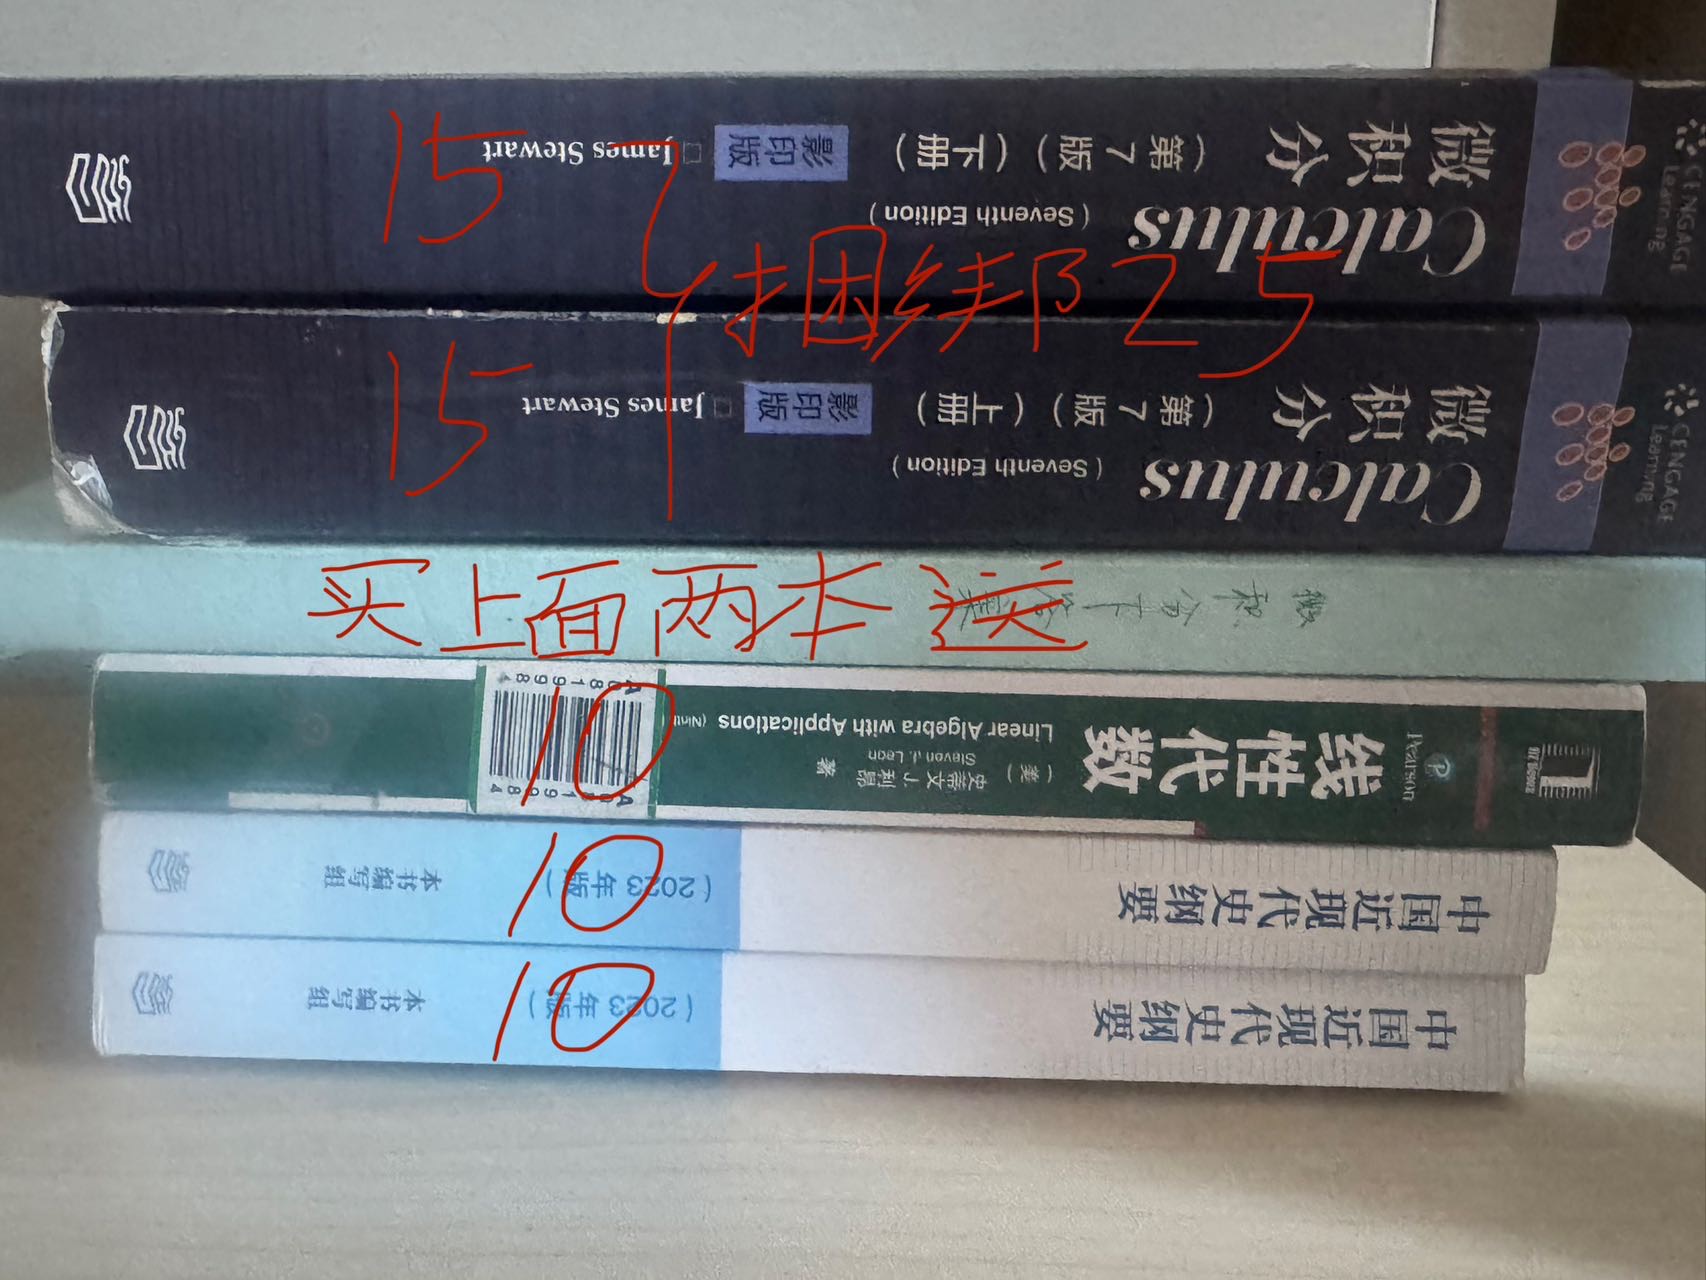 微积分 (第7版) (下册) 影印版 □ James Stewart
Calculus (Seventh Edition)
CENGAGE
Learning
15
捆绑25
微积分 (第7版) (上册) 影印版 □ James Stewart
Calculus (Seventh Edition)
CENGAGE
Learning
15
买上面两本送
微积分
线性代数
Linear Algebra with Applications
(美) 史蒂文 J. 利昂 著
Steven J. Leon
Pearson
10
中国近现代史纲要
(2023年版)
本书编写组
10
中国近现代史纲要
(2023年版)
本书编写组
10